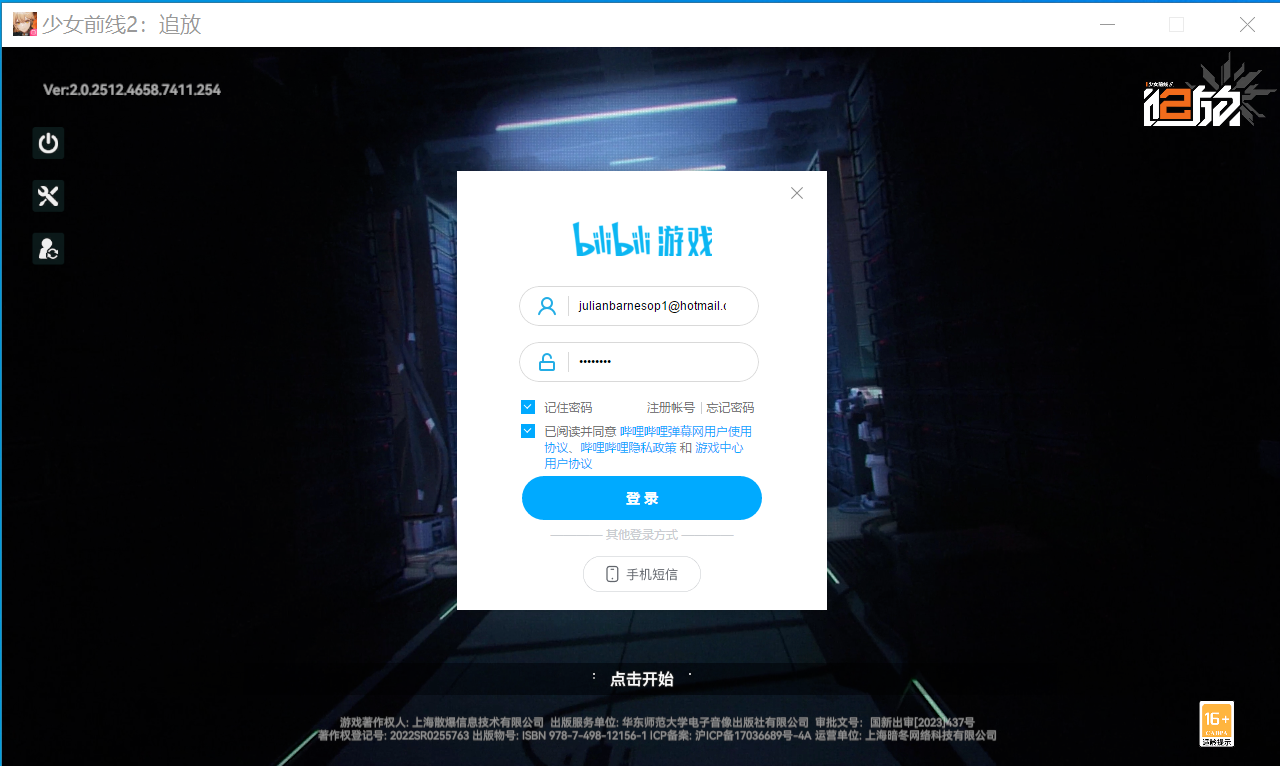 少女前线2：追放
Ver:2.0.2512.4658.7411.254
少女前线
追放
bilibili 游戏
julianbarnesop1@hotmail.c
••••••••
记住密码
注册帐号 | 忘记密码
已阅读并同意 哔哩哔哩弹幕网用户使用
协议、哔哩哔哩隐私政策 和 游戏中心
用户协议
登 录
其他登录方式
手机短信
点击开始
游戏著作权人: 上海散爆信息技术有限公司 出版服务单位: 华东师范大学电子音像出版社有限公司 审批文号: 国新出审[2023]437号
著作权登记号: 2022SR0255763 出版物号: ISBN 978-7-498-12156-1 ICP备案: 沪ICP备17036689号-4A 运营单位: 上海暗冬网络科技有限公司
16+
CADPA
适龄提示